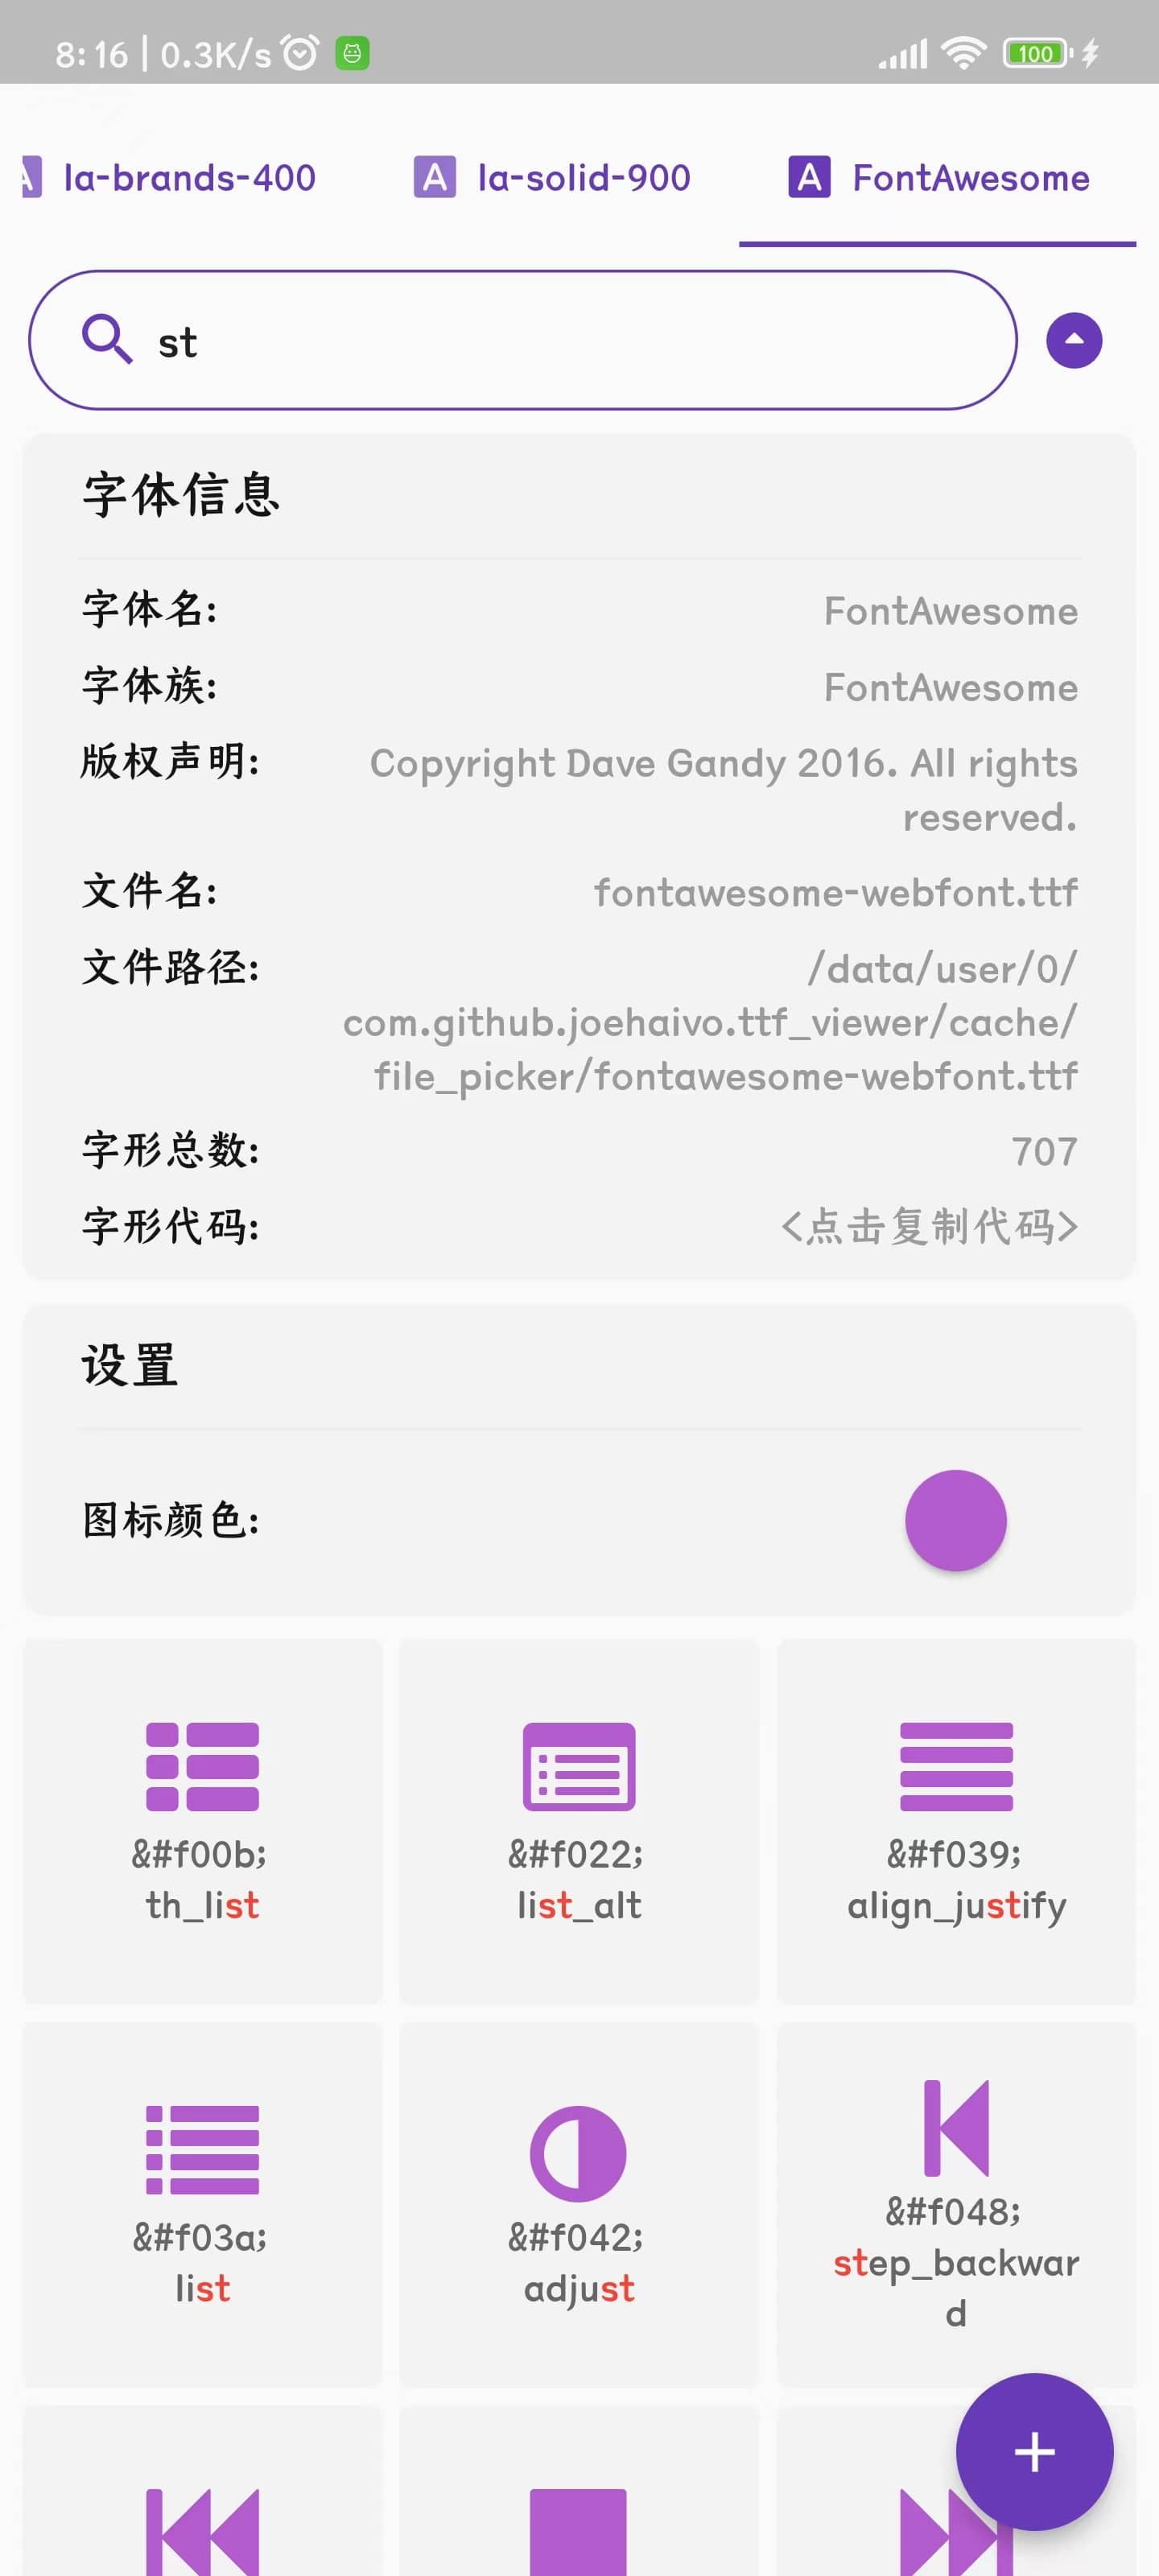 8:16 | 0.3K/s
100
la-brands-400
la-solid-900
FontAwesome
st
字体信息
字体名:
FontAwesome
字体族:
FontAwesome
版权声明:
Copyright Dave Gandy 2016. All rights
reserved.
文件名:
fontawesome-webfont.ttf
文件路径:
/data/user/0/
com.github.joehaivo.ttf_viewer/cache/
file_picker/fontawesome-webfont.ttf
字形总数:
707
字形代码:
<点击复制代码>
设置
图标颜色:
&#f00b;
th_list
&#f022;
list_alt
&#f039;
align_justify
&#f03a;
list
&#f042;
adjust
&#f048;
step_backwar
d